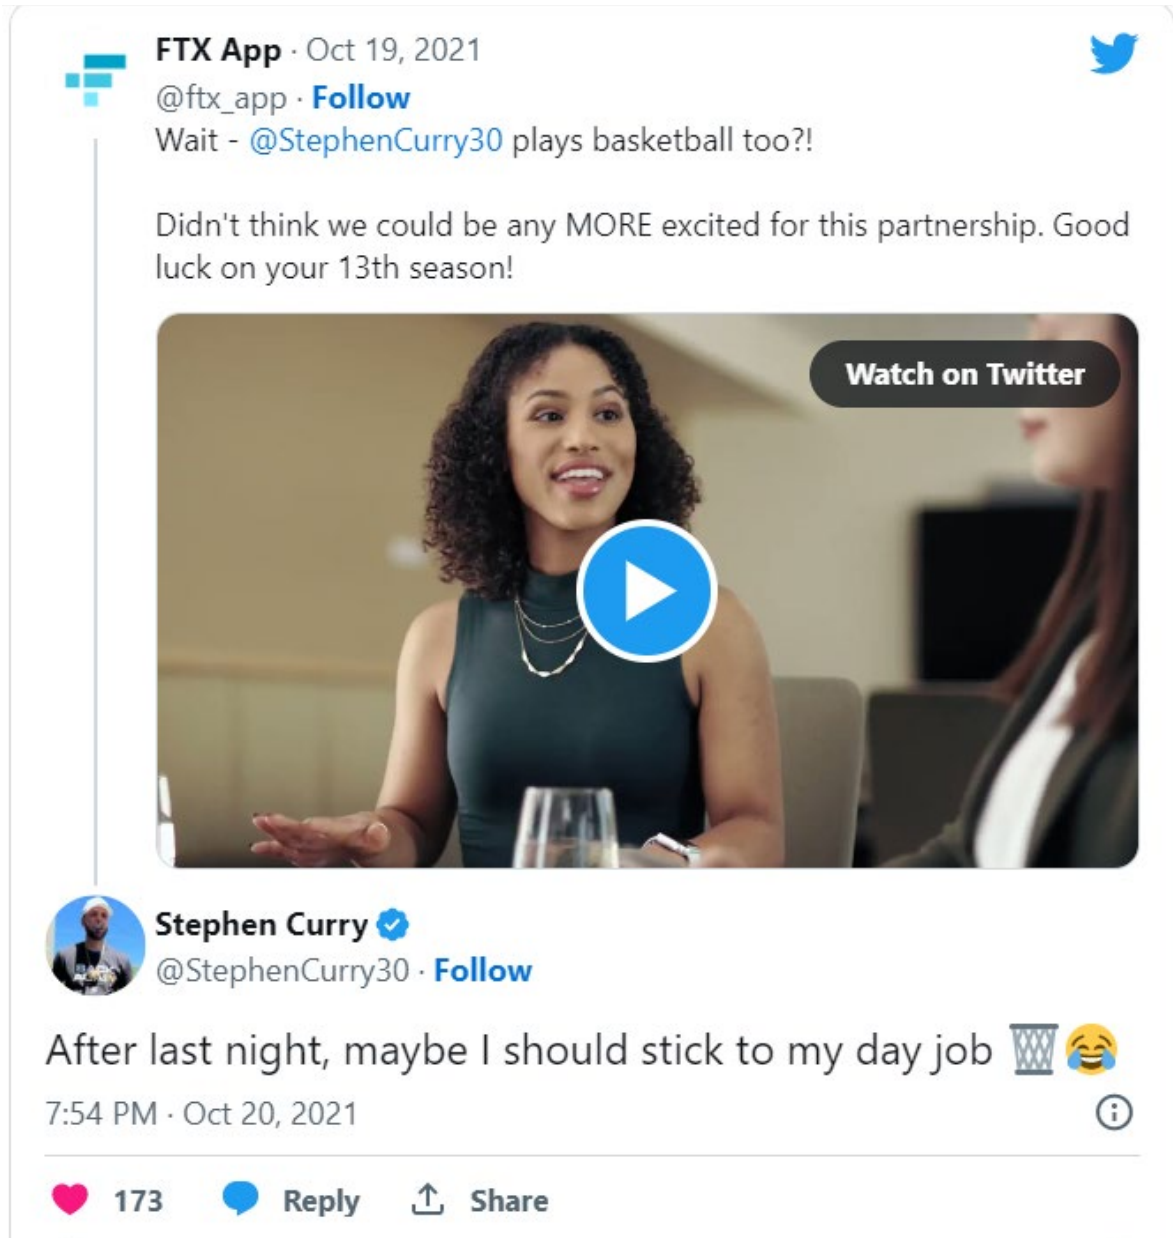 FTX App · Oct 19, 2021
@ftx_app · Follow
Wait - @StephenCurry30 plays basketball too?!
Didn't think we could be any MORE excited for this partnership. Good
luck on your 13th season!
Watch on Twitter
Stephen Curry
@StephenCurry30 · Follow
After last night, maybe I should stick to my day job 🗑️😂
7:54 PM · Oct 20, 2021
173 Reply Share